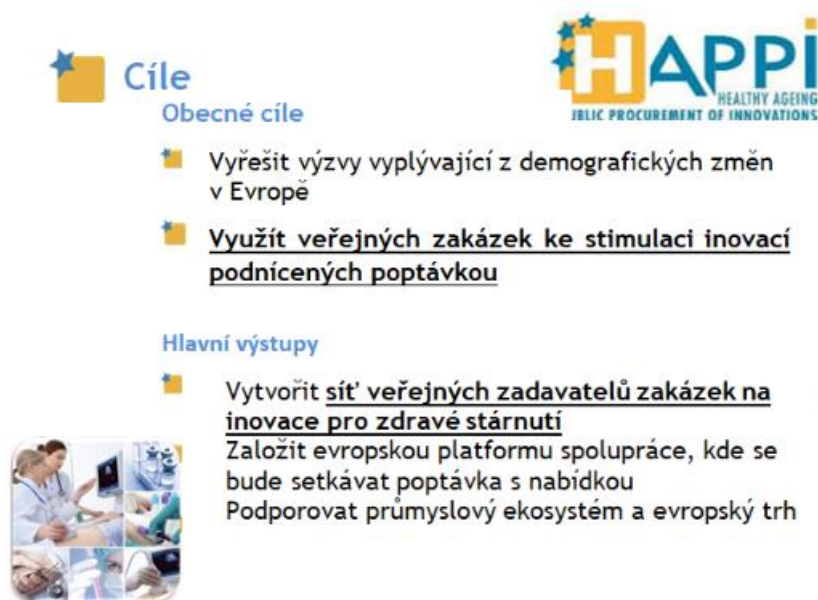 Cíle
HAPPI
HEALTHY AGEING
JBLIC PROCUREMENT OF INNOVATIONS
Obecné cíle
Vyřešit výzvy vyplývající z demografických změn
v Evropě
Využít veřejných zakázek ke stimulaci inovací
podnícených poptávkou
Hlavní výstupy
Vytvořit síť veřejných zadavatelů zakázek na
inovace pro zdravé stárnutí
Založit evropskou platformu spolupráce, kde se
bude setkávat poptávka s nabídkou
Podporovat průmyslový ekosystém a evropský trh